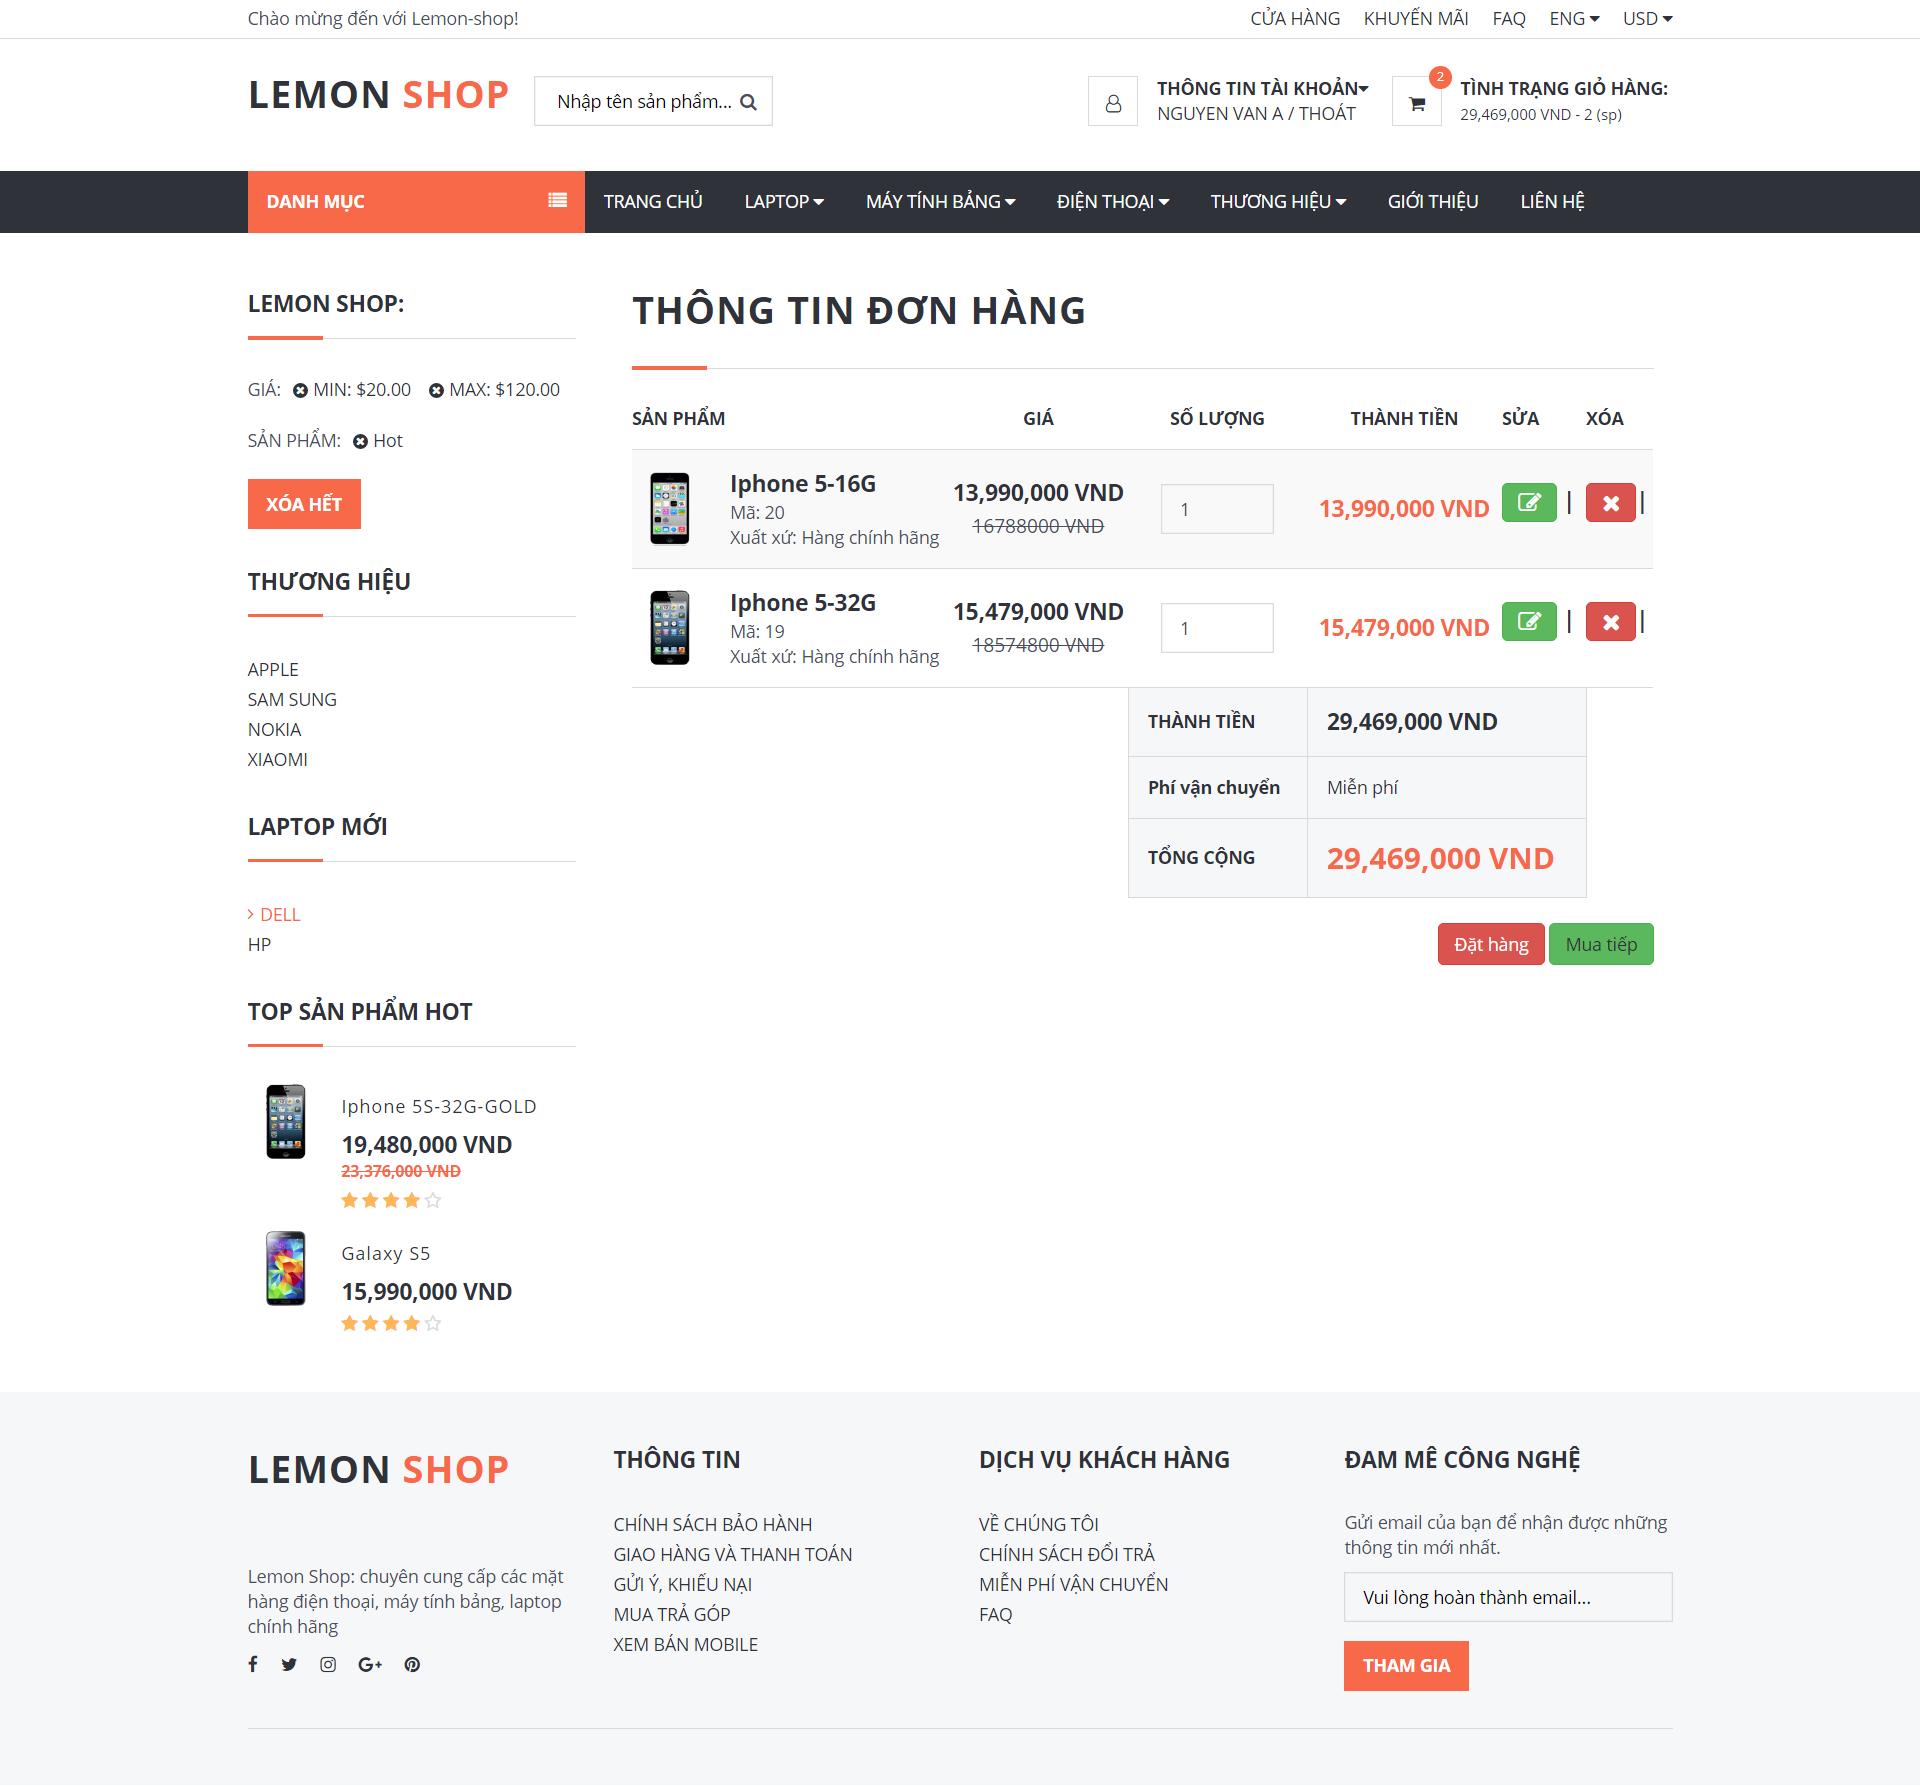 Chào mừng đến với Lemon-shop!
CỬA HÀNG KHUYẾN MÃI FAQ ENG USD
LEMON SHOP
Nhập tên sản phẩm...
THÔNG TIN TÀI KHOẢN
NGUYEN VAN A / THOÁT
2
TÌNH TRẠNG GIỎ HÀNG:
29,469,000 VND - 2 (sp)
DANH MỤC
TRANG CHỦ LAPTOP MÁY TÍNH BẢNG ĐIỆN THOẠI THƯƠNG HIỆU GIỚI THIỆU LIÊN HỆ
LEMON SHOP:
GIÁ: MIN: $20.00 MAX: $120.00
SẢN PHẨM: Hot
XÓA HẾT
THƯƠNG HIỆU
APPLE
SAM SUNG
NOKIA
XIAOMI
LAPTOP MỚI
DELL
HP
TOP SẢN PHẨM HOT
Iphone 5S-32G-GOLD
19,480,000 VND
23,376,000 VND
Galaxy S5
15,990,000 VND
THÔNG TIN ĐƠN HÀNG
SẢN PHẨM GIÁ SỐ LƯỢNG THÀNH TIỀN SỬA XÓA
Iphone 5-16G
Mã: 20
Xuất xứ: Hàng chính hãng
13,990,000 VND
16788000 VND
1
13,990,000 VND
| |
Iphone 5-32G
Mã: 19
Xuất xứ: Hàng chính hãng
15,479,000 VND
18574800 VND
1
15,479,000 VND
| |
THÀNH TIỀN 29,469,000 VND
Phí vận chuyển Miễn phí
TỔNG CỘNG 29,469,000 VND
Đặt hàng Mua tiếp
LEMON SHOP
Lemon Shop: chuyên cung cấp các mặt
hàng điện thoại, máy tính bảng, laptop
chính hãng
THÔNG TIN
CHÍNH SÁCH BẢO HÀNH
GIAO HÀNG VÀ THANH TOÁN
GỬI Ý, KHIẾU NẠI
MUA TRẢ GÓP
XEM BÁN MOBILE
DỊCH VỤ KHÁCH HÀNG
VỀ CHÚNG TÔI
CHÍNH SÁCH ĐỔI TRẢ
MIỄN PHÍ VẬN CHUYỂN
FAQ
ĐAM MÊ CÔNG NGHỆ
Gửi email của bạn để nhận được những
thông tin mới nhất.
Vui lòng hoàn thành email...
THAM GIA